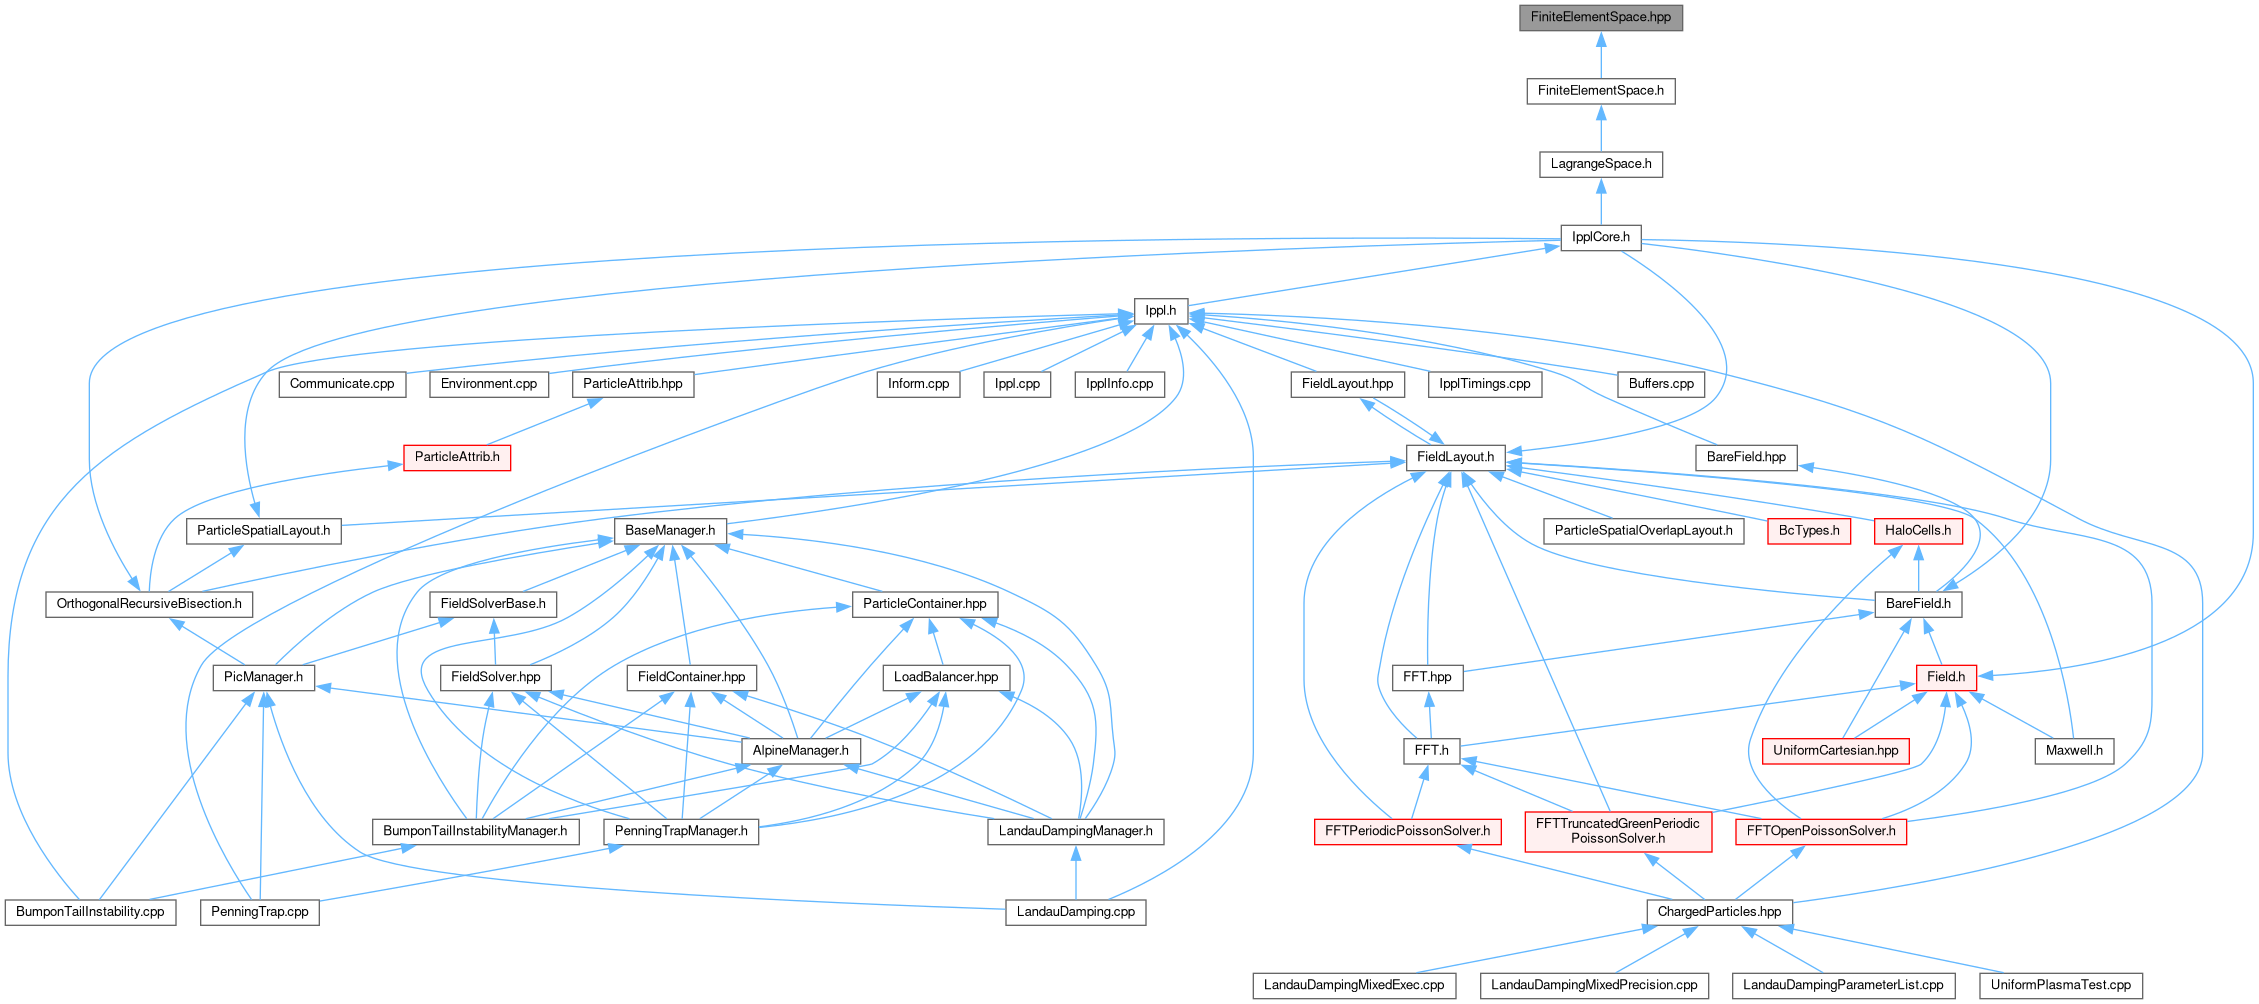 FiniteElementSpace.hpp
FiniteElementSpace.h
LagrangeSpace.h
IpplCore.h
Ippl.h
Communicate.cpp
Environment.cpp
ParticleAttrib.hpp
Inform.cpp
Ippl.cpp
IpplInfo.cpp
FieldLayout.hpp
IpplTimings.cpp
Buffers.cpp
ParticleAttrib.h
FieldLayout.h
BareField.hpp
ParticleSpatialLayout.h
BaseManager.h
ParticleSpatialOverlapLayout.h
BcTypes.h
HaloCells.h
OrthogonalRecursiveBisection.h
FieldSolverBase.h
ParticleContainer.hpp
BareField.h
PicManager.h
FieldSolver.hpp
FieldContainer.hpp
LoadBalancer.hpp
FFT.hpp
Field.h
AlpineManager.h
FFT.h
UniformCartesian.hpp
Maxwell.h
BumponTailInstabilityManager.h
PenningTrapManager.h
LandauDampingManager.h
FFTPeriodicPoissonSolver.h
FFTTruncatedGreenPeriodic
PoissonSolver.h
FFTOpenPoissonSolver.h
BumponTailInstability.cpp
PenningTrap.cpp
LandauDamping.cpp
ChargedParticles.hpp
LandauDampingMixedExec.cpp
LandauDampingMixedPrecision.cpp
LandauDampingParameterList.cpp
UniformPlasmaTest.cpp